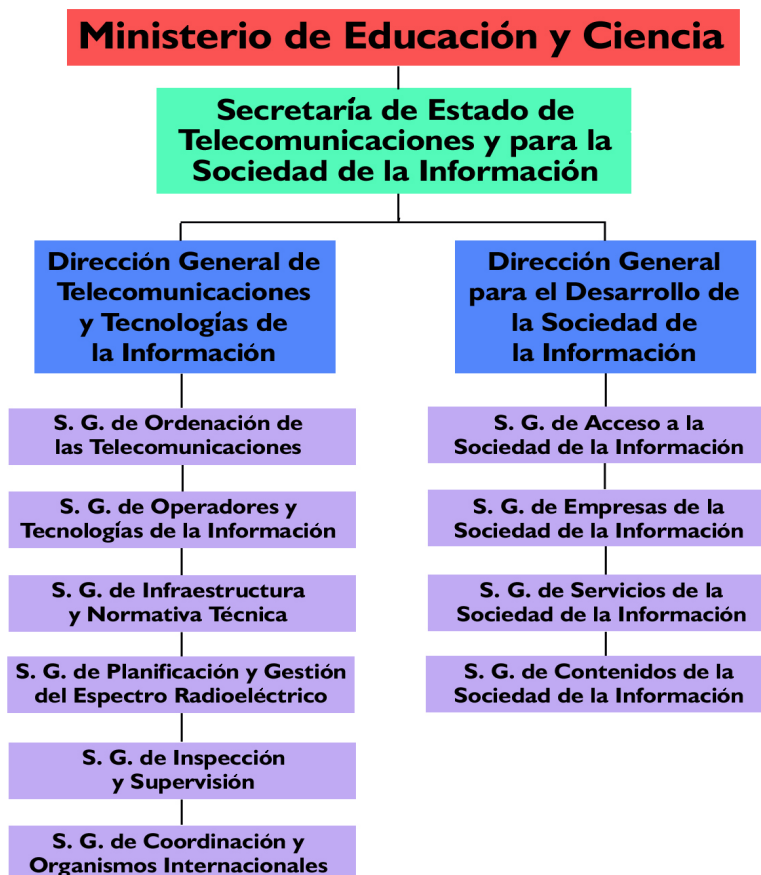 Ministerio de Educación y Ciencia
Secretaría de Estado de
Telecomunicaciones y para la
Sociedad de la Información
Dirección General de
Telecomunicaciones
y Tecnologías de
la Información
S. G. de Ordenación de
las Telecomunicaciones
S. G. de Operadores y
Tecnologías de la Información
S. G. de Infraestructura
y Normativa Técnica
S. G. de Planificación y Gestión
del Espectro Radioeléctrico
S. G. de Inspección
y Supervisión
S. G. de Coordinación y
Organismos Internacionales
Dirección General
para el Desarrollo de
la Sociedad de
la Información
S. G. de Acceso a la
Sociedad de la Información
S. G. de Empresas de la
Sociedad de la Información
S. G. de Servicios de la
Sociedad de la Información
S. G. de Contenidos de la
Sociedad de la Información